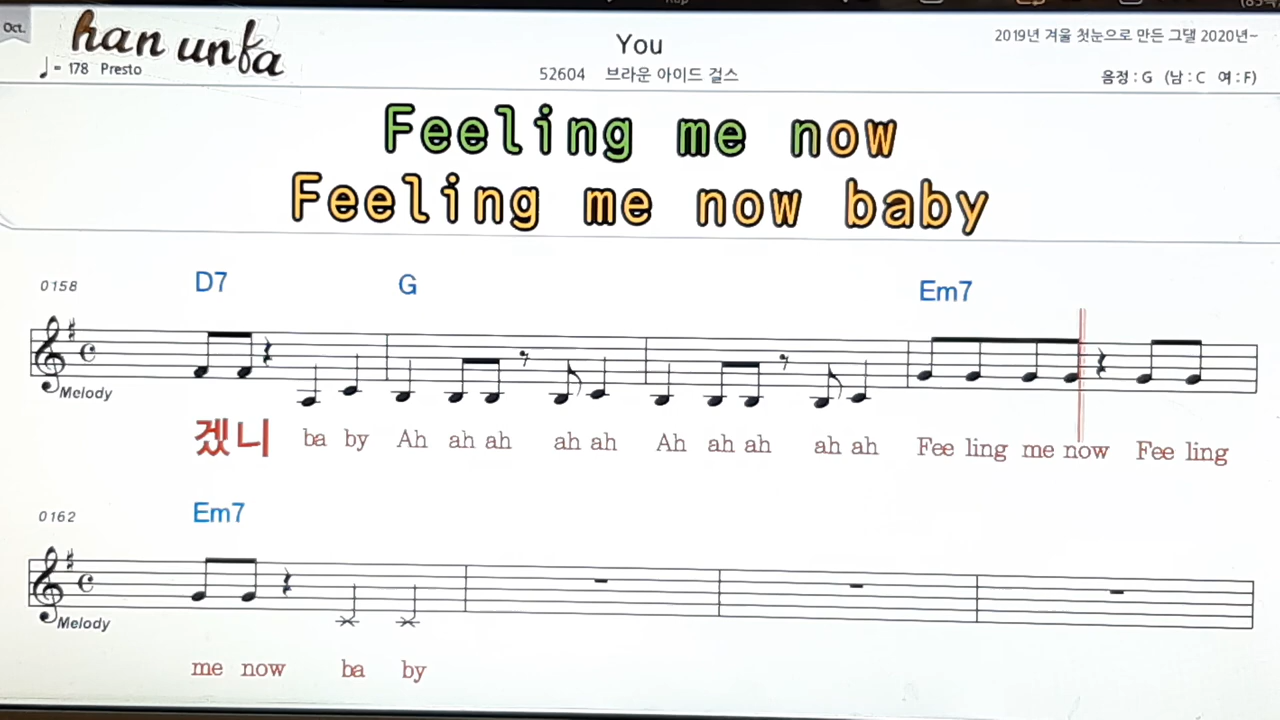 Oct.
han unfa
♩= 178 Presto
You
52604 브라운 아이드 걸스
2019년 겨울 첫눈으로 만든 그댈 2020년~
음정 : G (남 : C 여 : F)
Feeling me now
Feeling me now baby
0158 D7 G Em7
Melody
겠니 ba by Ah ah ah ah ah Ah ah ah ah ah Fee ling me now Fee ling
0162 Em7
Melody
me now ba by